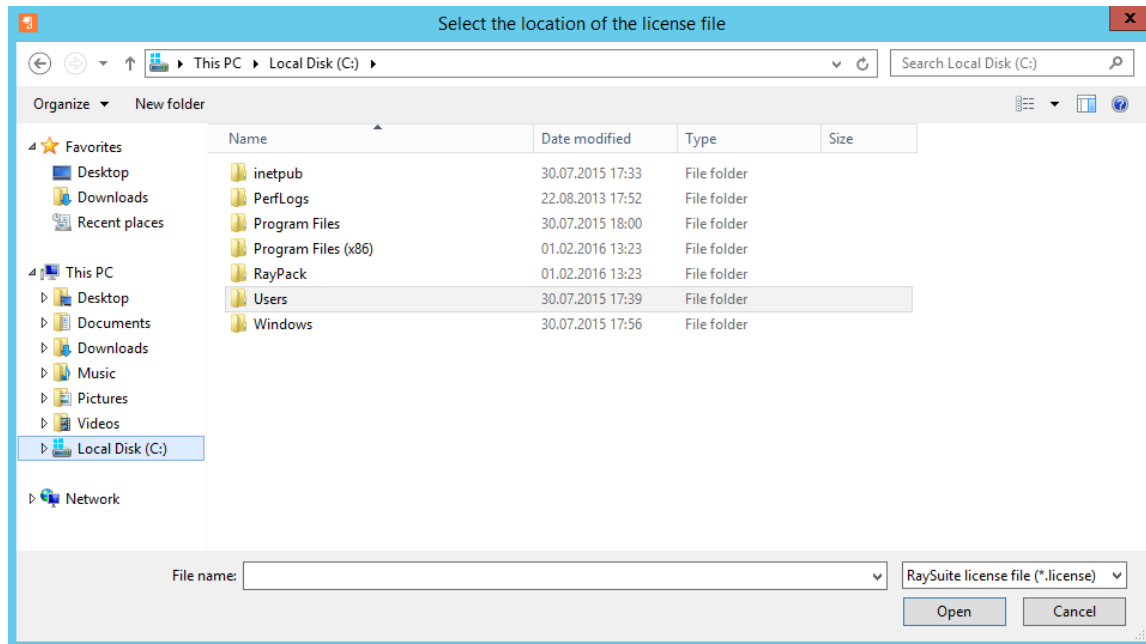 Select the location of the license file
x
This PC Local Disk (C:)
Search Local Disk (C:)
Organize New folder
Name Date modified Type Size
Favorites
Desktop
Downloads
Recent places
This PC
Desktop
Documents
Downloads
Music
Pictures
Videos
Local Disk (C:)
Network
inetpub 30.07.2015 17:33 File folder
PerfLogs 22.08.2013 17:52 File folder
Program Files 30.07.2015 18:00 File folder
Program Files (x86) 01.02.2016 13:23 File folder
RayPack 01.02.2016 13:23 File folder
Users 30.07.2015 17:39 File folder
Windows 30.07.2015 17:56 File folder
File name:
RaySuite license file (*.license)
Open Cancel